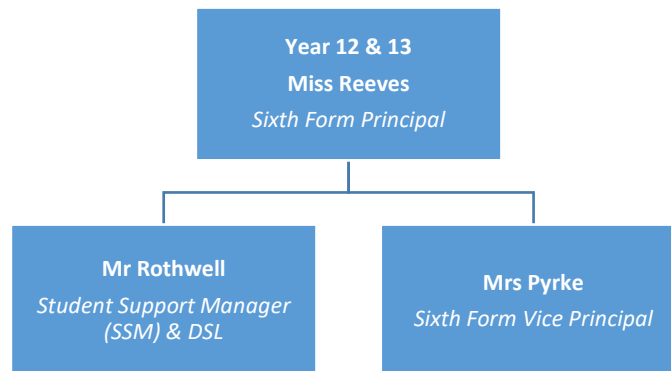 Year 12 & 13
Miss Reeves
Sixth Form Principal
Mr Rothwell
Student Support Manager
(SSM) & DSL
Mrs Pyrke
Sixth Form Vice Principal